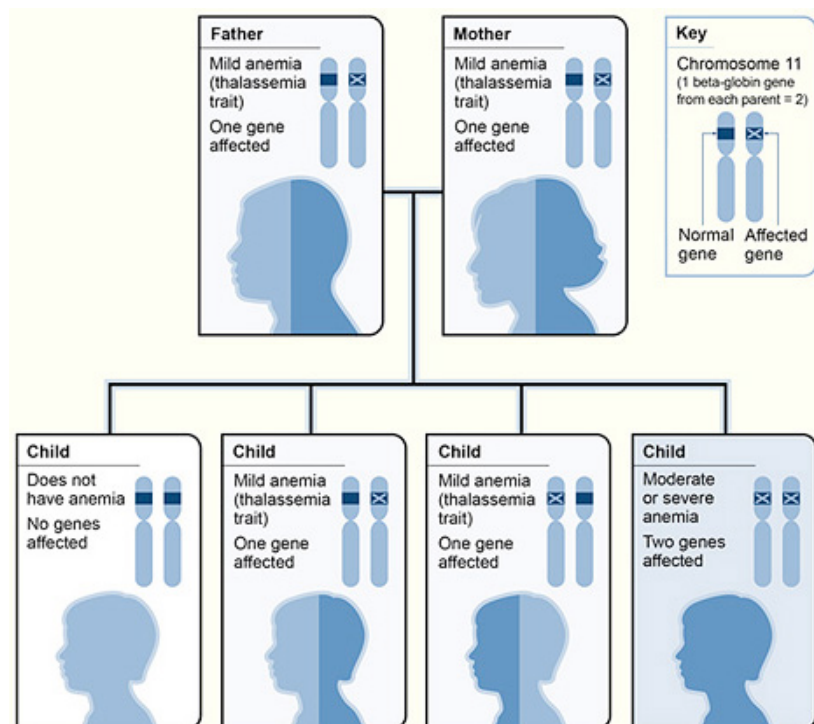 Father
Mild anemia
(thalassemia
trait)
One gene
affected
Mother
Mild anemia
(thalassemia
trait)
One gene
affected
Key
Chromosome 11
(1 beta-globin gene
from each parent = 2)
Normal
gene
Affected
gene
Child
Does not
have anemia
No genes
affected
Child
Mild anemia
(thalassemia
trait)
One gene
affected
Child
Mild anemia
(thalassemia
trait)
One gene
affected
Child
Moderate
or severe
anemia
Two genes
affected